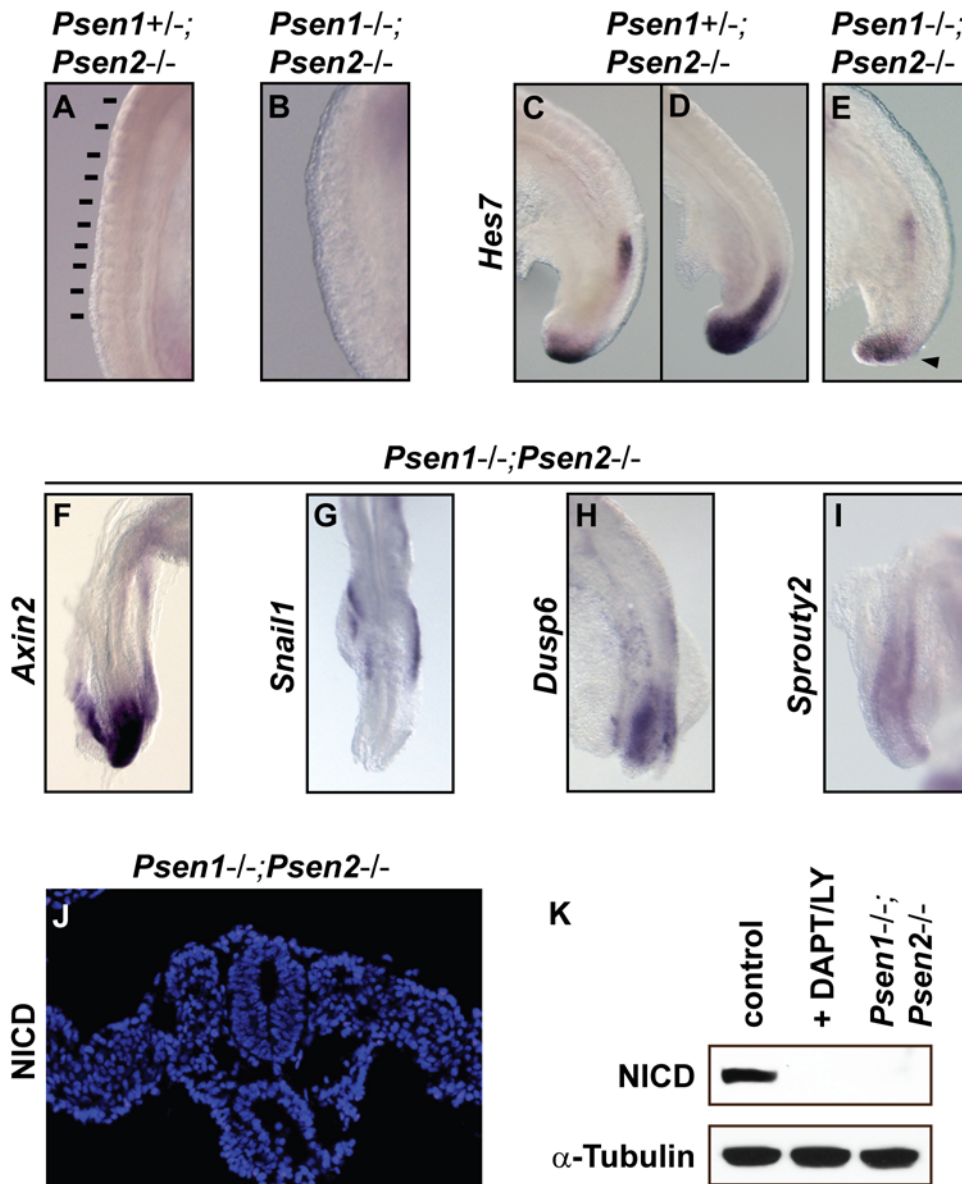 Psen1+/-;
Psen2-/-
Psen1-/-;
Psen2-/-
Psen1+/-;
Psen2-/-
Psen1-/-;
Psen2-/-
A
B
C
D
E
Hes7
Psen1-/-;Psen2-/-
F
G
H
I
Axin2
Snail1
Dusp6
Sprouty2
Psen1-/-;Psen2-/-
J
NICD
K
control
+ DAPT/LY
Psen1-/-;
Psen2-/-
NICD
α-Tubulin